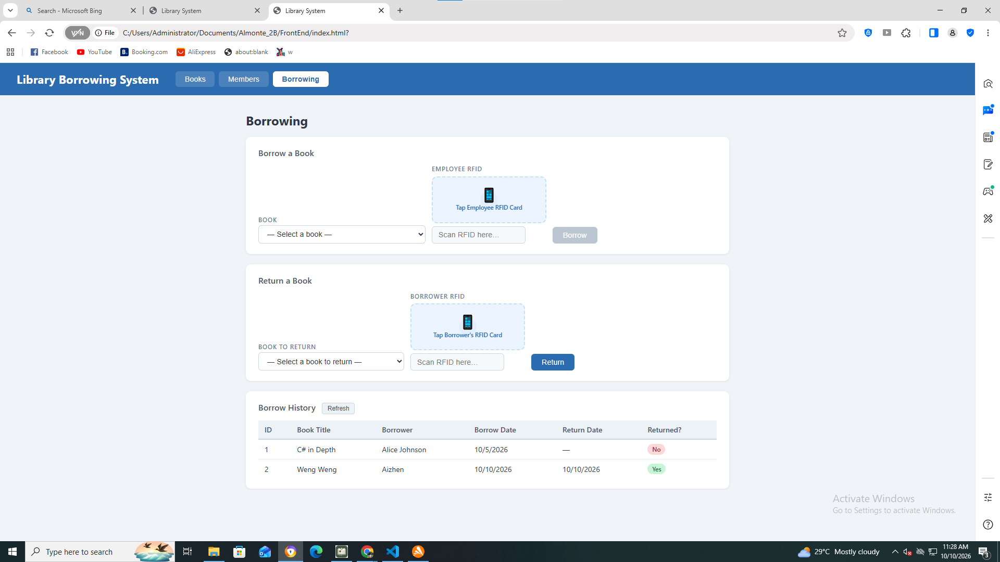 Search - Microsoft Bing
Library System
Library System
VPN
File
C:/Users/Administrator/Documents/Almonte_2B/FrontEnd/index.html?
Facebook
YouTube
B.
Booking.com
AliExpress
about:blank
w
Library Borrowing System
Books
Members
Borrowing
Borrowing
Borrow a Book
EMPLOYEE RFID
Tap Employee RFID Card
BOOK
— Select a book —
Scan RFID here...
Borrow
Return a Book
BORROWER RFID
Tap Borrower's RFID Card
BOOK TO RETURN
— Select a book to return —
Scan RFID here...
Return
Borrow History
Refresh
ID Book Title Borrower Borrow Date Return Date Returned?
1 C# in Depth Alice Johnson 10/5/2026 — No
2 Weng Weng Aizhen 10/10/2026 10/10/2026 Yes
Activate Windows
Go to Settings to activate Windows.
Type here to search
29°C Mostly cloudy
11:28 AM
10/10/2026
3